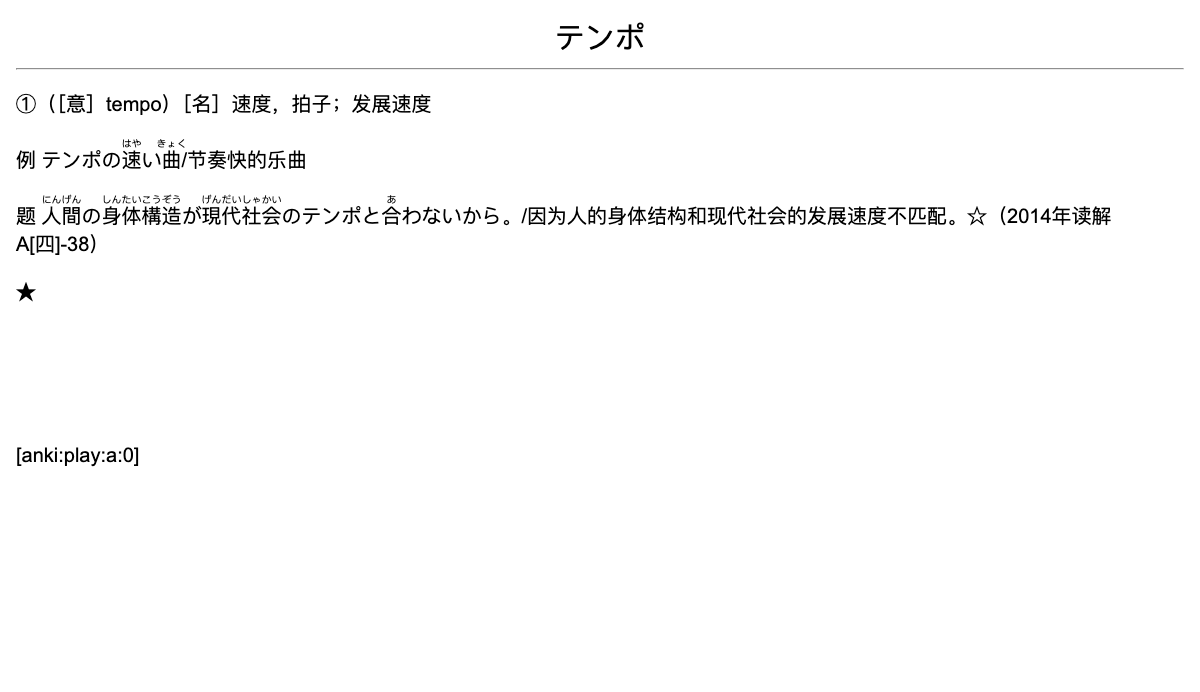 テンポ
①（［意］tempo）［名］速度，拍子；发展速度
はや きょく
例 テンポの速い曲/节奏快的乐曲
にんげん しんたいこうぞう げんだいしゃかい あ
题 人間の身体構造が現代社会のテンポと合わないから。/因为人的身体结构和现代社会的发展速度不匹配。☆（2014年读解
A[四]-38）
★
[anki:play:a:0]